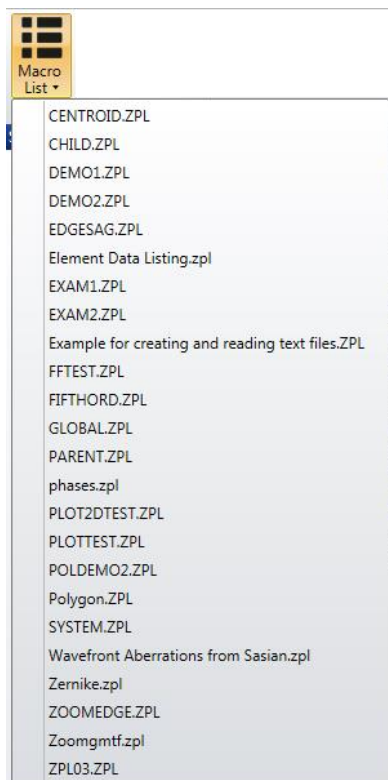 Macro
List
CENTROID.ZPL
CHILD.ZPL
DEMO1.ZPL
DEMO2.ZPL
EDGESAG.ZPL
Element Data Listing.zpl
EXAM1.ZPL
EXAM2.ZPL
Example for creating and reading text files.ZPL
FFTEST.ZPL
FIFTHORD.ZPL
GLOBAL.ZPL
PARENT.ZPL
phases.zpl
PLOT2DTEST.ZPL
PLOTTEST.ZPL
POLDEMO2.ZPL
Polygon.ZPL
SYSTEM.ZPL
Wavefront Aberrations from Sasian.zpl
Zernike.zpl
ZOOMEDGE.ZPL
Zoomgmtf.zpl
ZPL03.ZPL